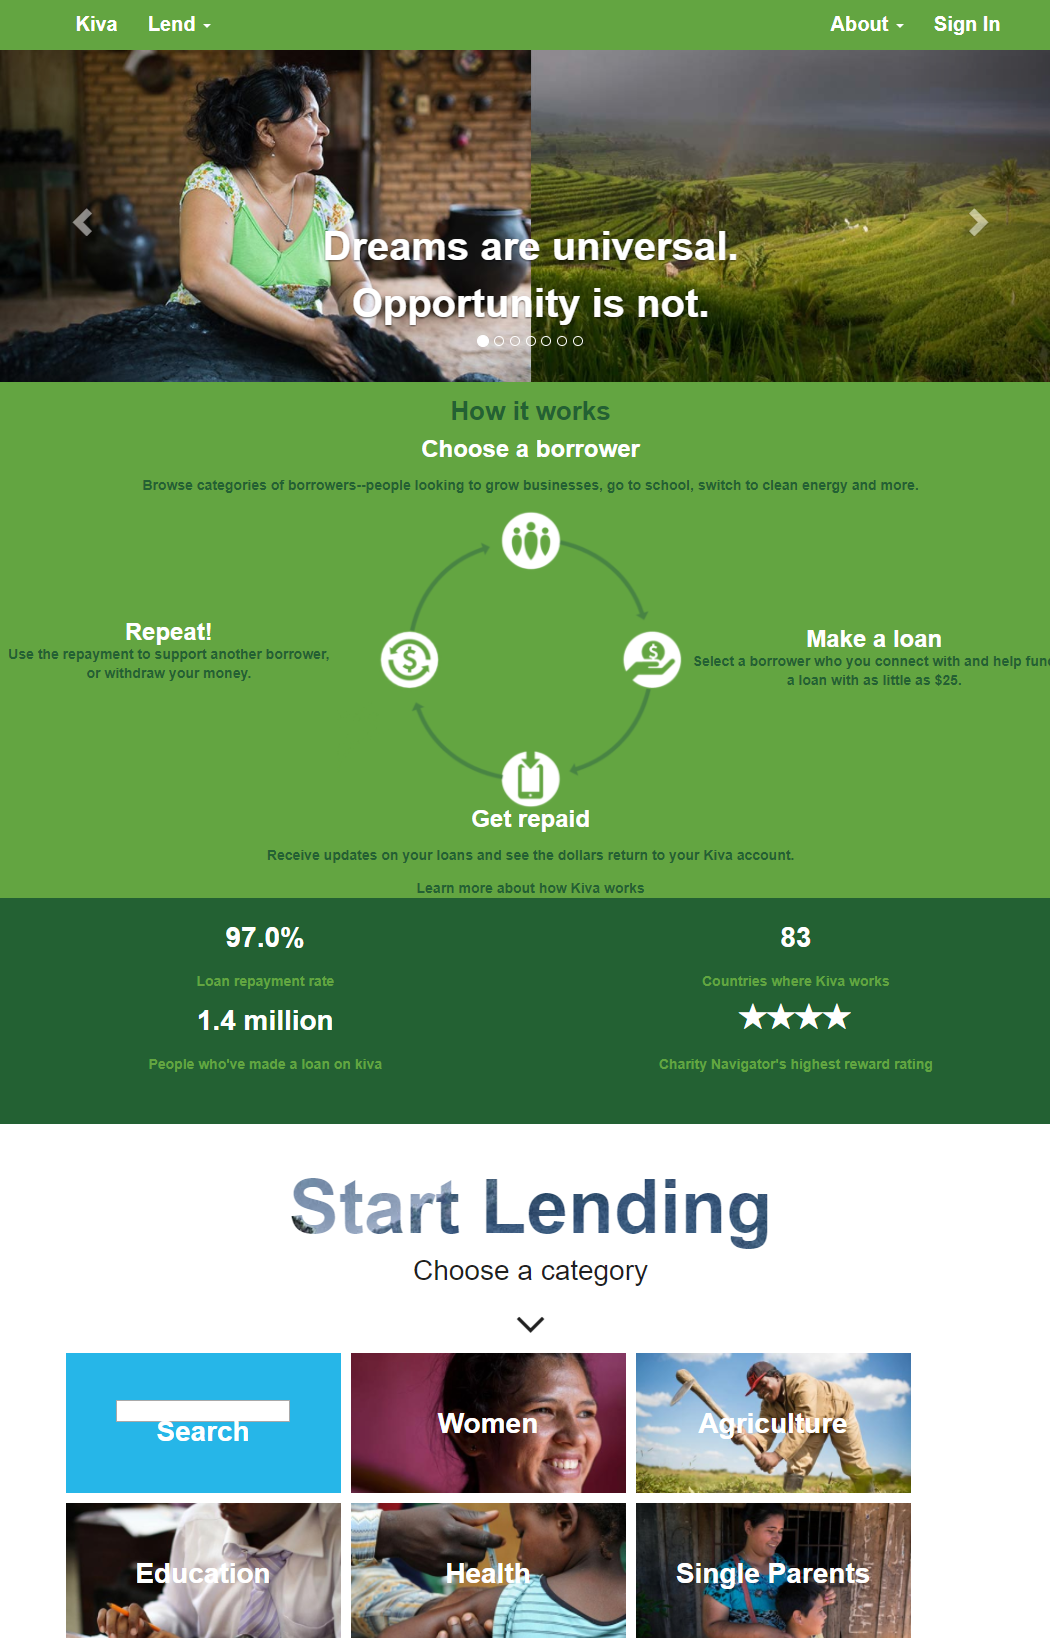 Kiva Lend About Sign In
Dreams are universal.
Opportunity is not.
How it works
Choose a borrower
Browse categories of borrowers--people looking to grow businesses, go to school, switch to clean energy and more.
Repeat!
Use the repayment to support another borrower,
or withdraw your money.
Make a loan
Select a borrower who you connect with and help fun
a loan with as little as $25.
Get repaid
Receive updates on your loans and see the dollars return to your Kiva account.
Learn more about how Kiva works
97.0%
Loan repayment rate
83
Countries where Kiva works
1.4 million
People who've made a loan on kiva
★★★★
Charity Navigator's highest reward rating
Start Lending
Choose a category
Search
Women
Agriculture
Education
Health
Single Parents